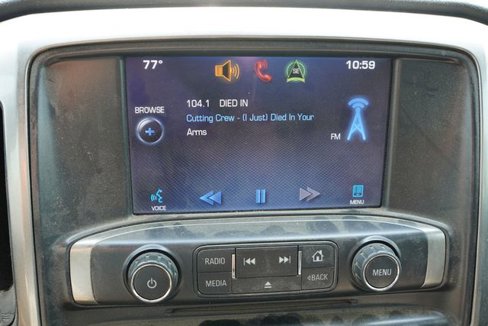 77° 10:59
104.1 DIED IN
BROWSE
Cutting Crew - (I Just) Died In Your
Arms
FM
VOICE
MENU
RADIO
MEDIA
BACK
MENU